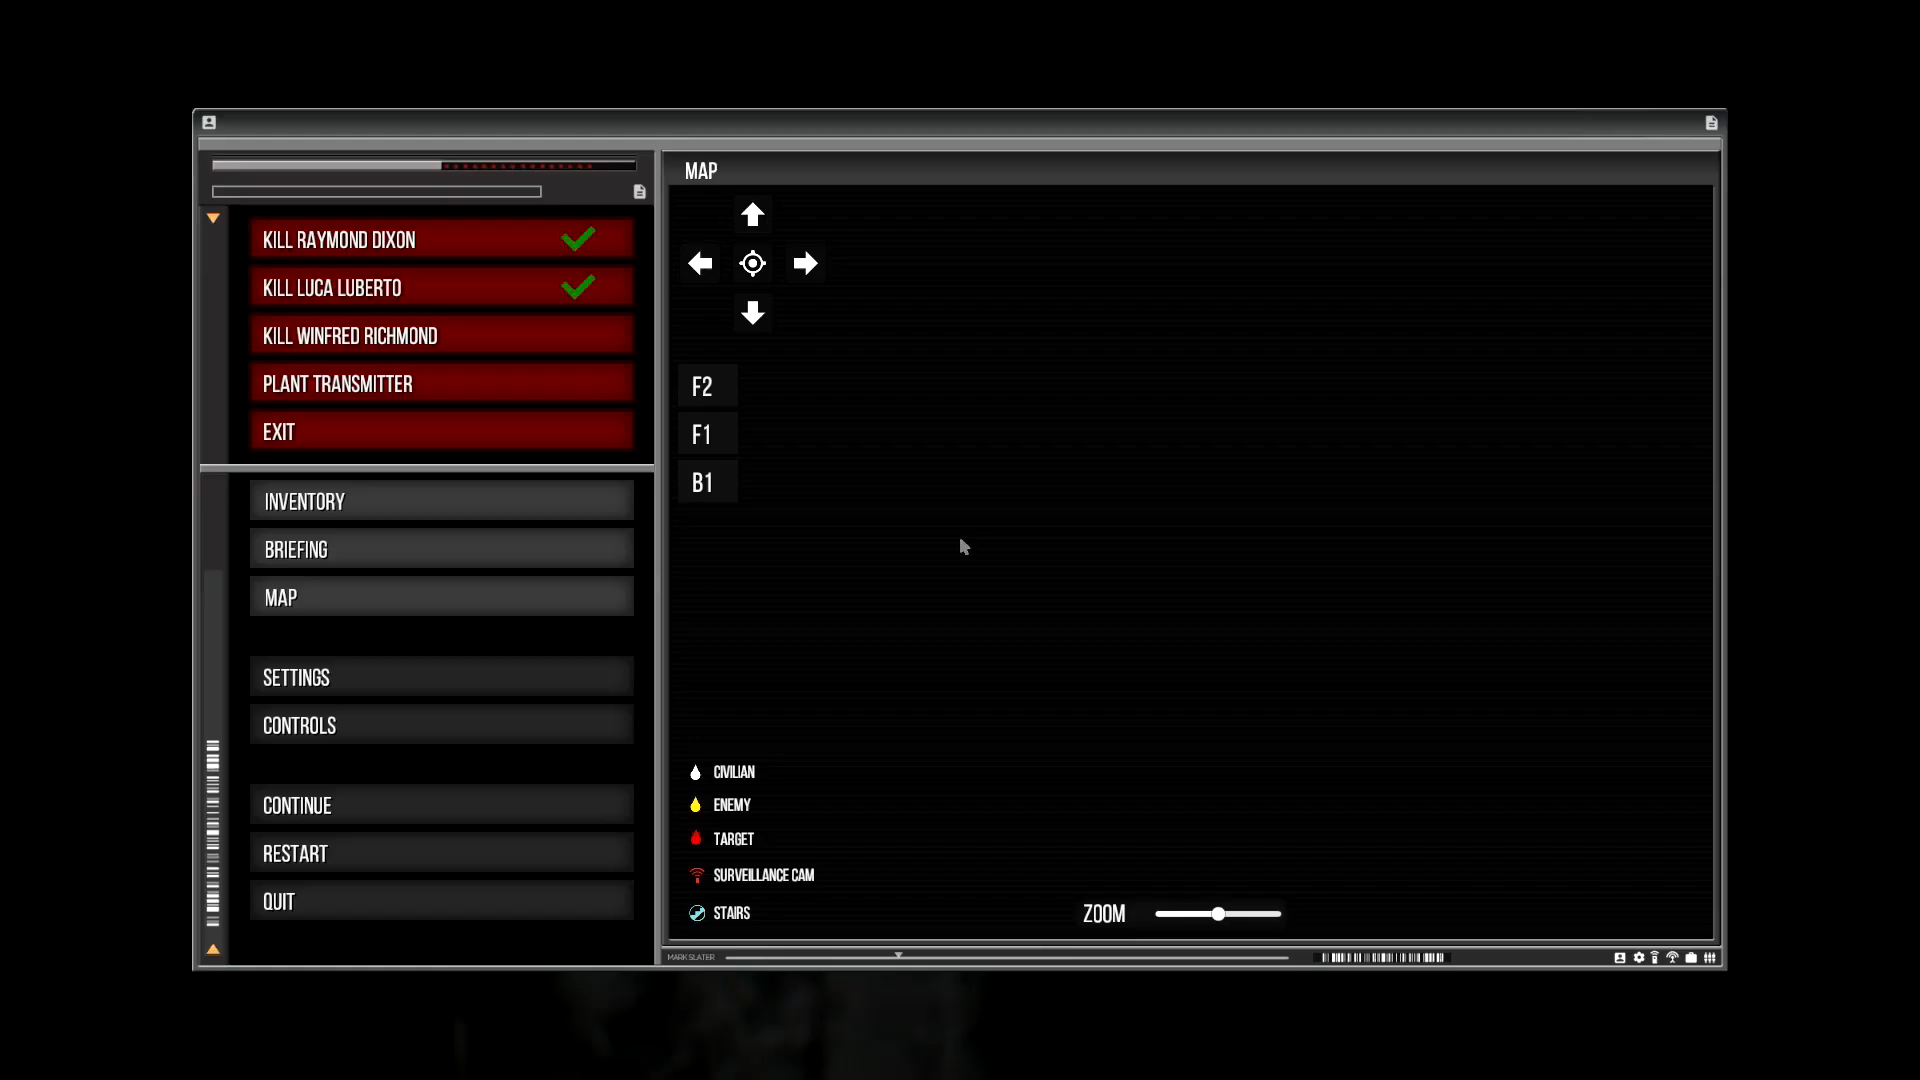 KILL RAYMOND DIXON
KILL LUCA LUBERTO
KILL WINFRED RICHMOND
PLANT TRANSMITTER
EXIT
INVENTORY
BRIEFING
MAP
SETTINGS
CONTROLS
CONTINUE
RESTART
QUIT
MAP
F2
F1
B1
CIVILIAN
ENEMY
TARGET
SURVEILLANCE CAM
STAIRS
ZOOM
MARK SLATER